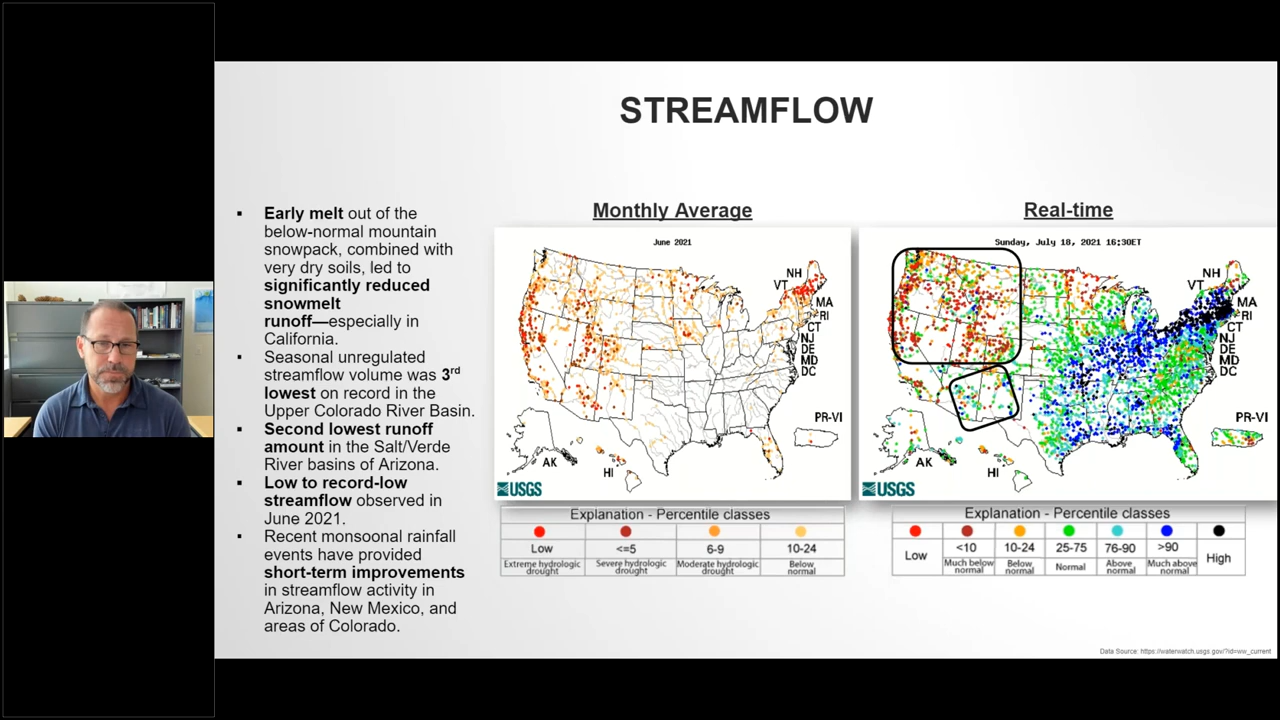 STREAMFLOW
▪ Early melt out of the
below-normal mountain
snowpack, combined with
very dry soils, led to
significantly reduced
snowmelt
runoff—especially in
California.
▪ Seasonal unregulated
streamflow volume was 3rd
lowest on record in the
Upper Colorado River Basin.
▪ Second lowest runoff
amount in the Salt/Verde
River basins of Arizona.
▪ Low to record-low
streamflow observed in
June 2021.
▪ Recent monsoonal rainfall
events have provided
short-term improvements
in streamflow activity in
Arizona, New Mexico, and
areas of Colorado.
Monthly Average
June 2021
NH
VT
MA
RI
CT
NJ
DE
MD
DC
PR-VI
AK
HI
USGS
Explanation - Percentile classes
Low <=5 6-9 10-24
Extreme hydrologic drought Severe hydrologic drought Moderate hydrologic drought Below normal
Real-time
Sunday, July 18, 2021 16:30ET
NH
VT
MA
RI
CT
NJ
DE
MD
DC
PR-VI
AK
HI
USGS
Explanation - Percentile classes
Low <10 10-24 25-75 76-90 >90 High
Much below normal Below normal Normal Above normal Much above normal
Data Source: https://waterwatch.usgs.gov/?id=ww_current